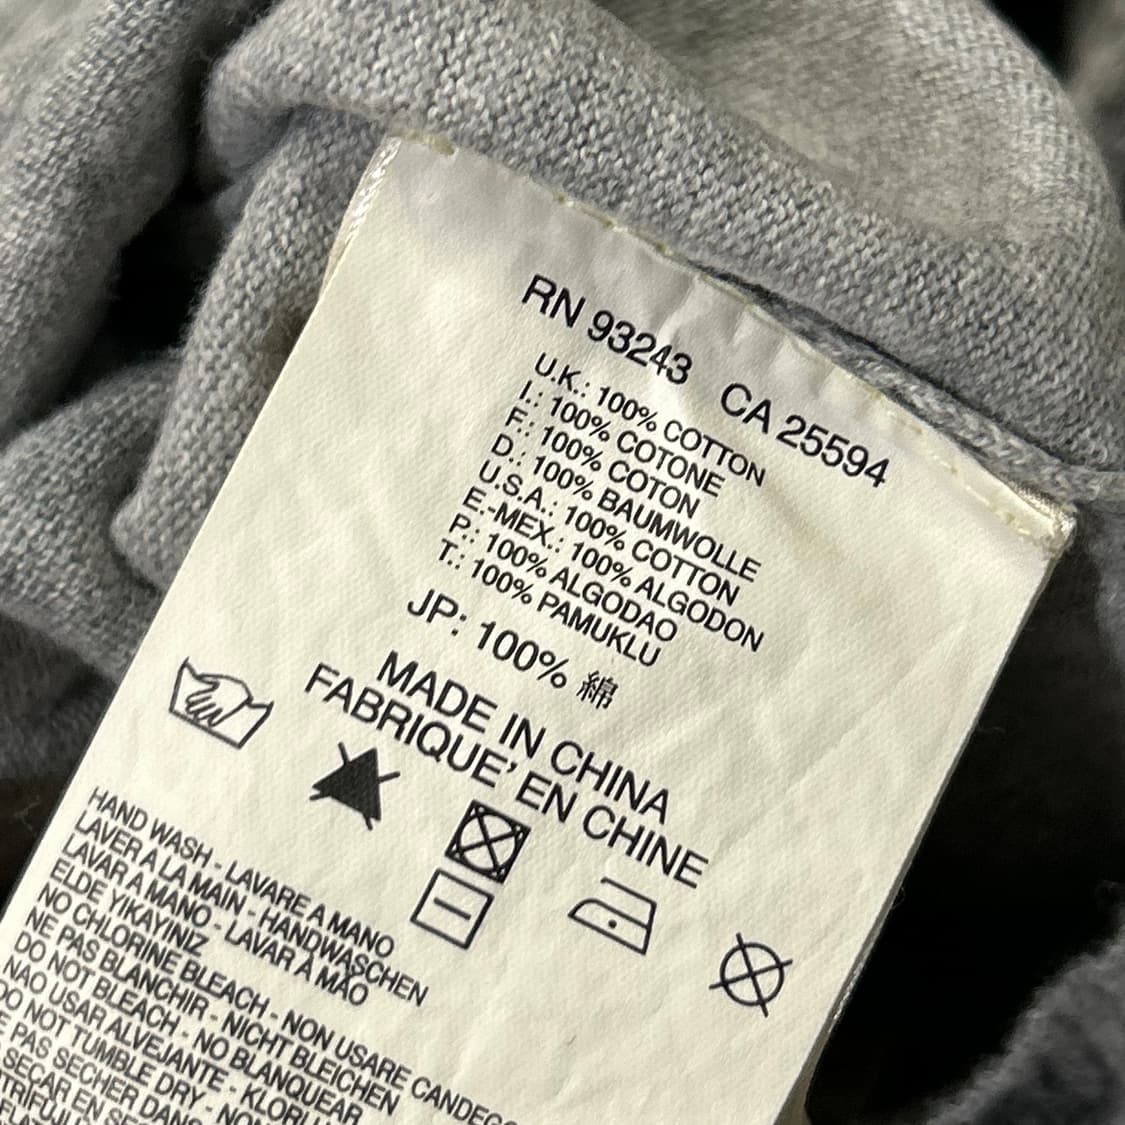 RN 93243 CA 25594
U.K.: 100% COTTON
I.: 100% COTONE
F.: 100% COTON
D.: 100% BAUMWOLLE
U.S.A.: 100% COTTON
E.-MEX.: 100% ALGODON
P.: 100% ALGODAO
T.: 100% PAMUKLU
JP: 100% 綿
MADE IN CHINA
FABRIQUE' EN CHINE
HAND WASH - LAVARE A MANO
LAVER A LA MAIN - HANDWASCHEN
LAVAR A MANO - LAVAR À MÃO
ELDE YIKAYINIZ
NO CHLORINE BLEACH - NON USARE
NE PAS BLANCHIR - NICHT BLEICHEN
DO NOT BLEACH - NO BLANQUEAR
NAO USAR ALVEJANTE
DO NOT TUMBLE DRY
PAS SECHER DANS
SECAR EN